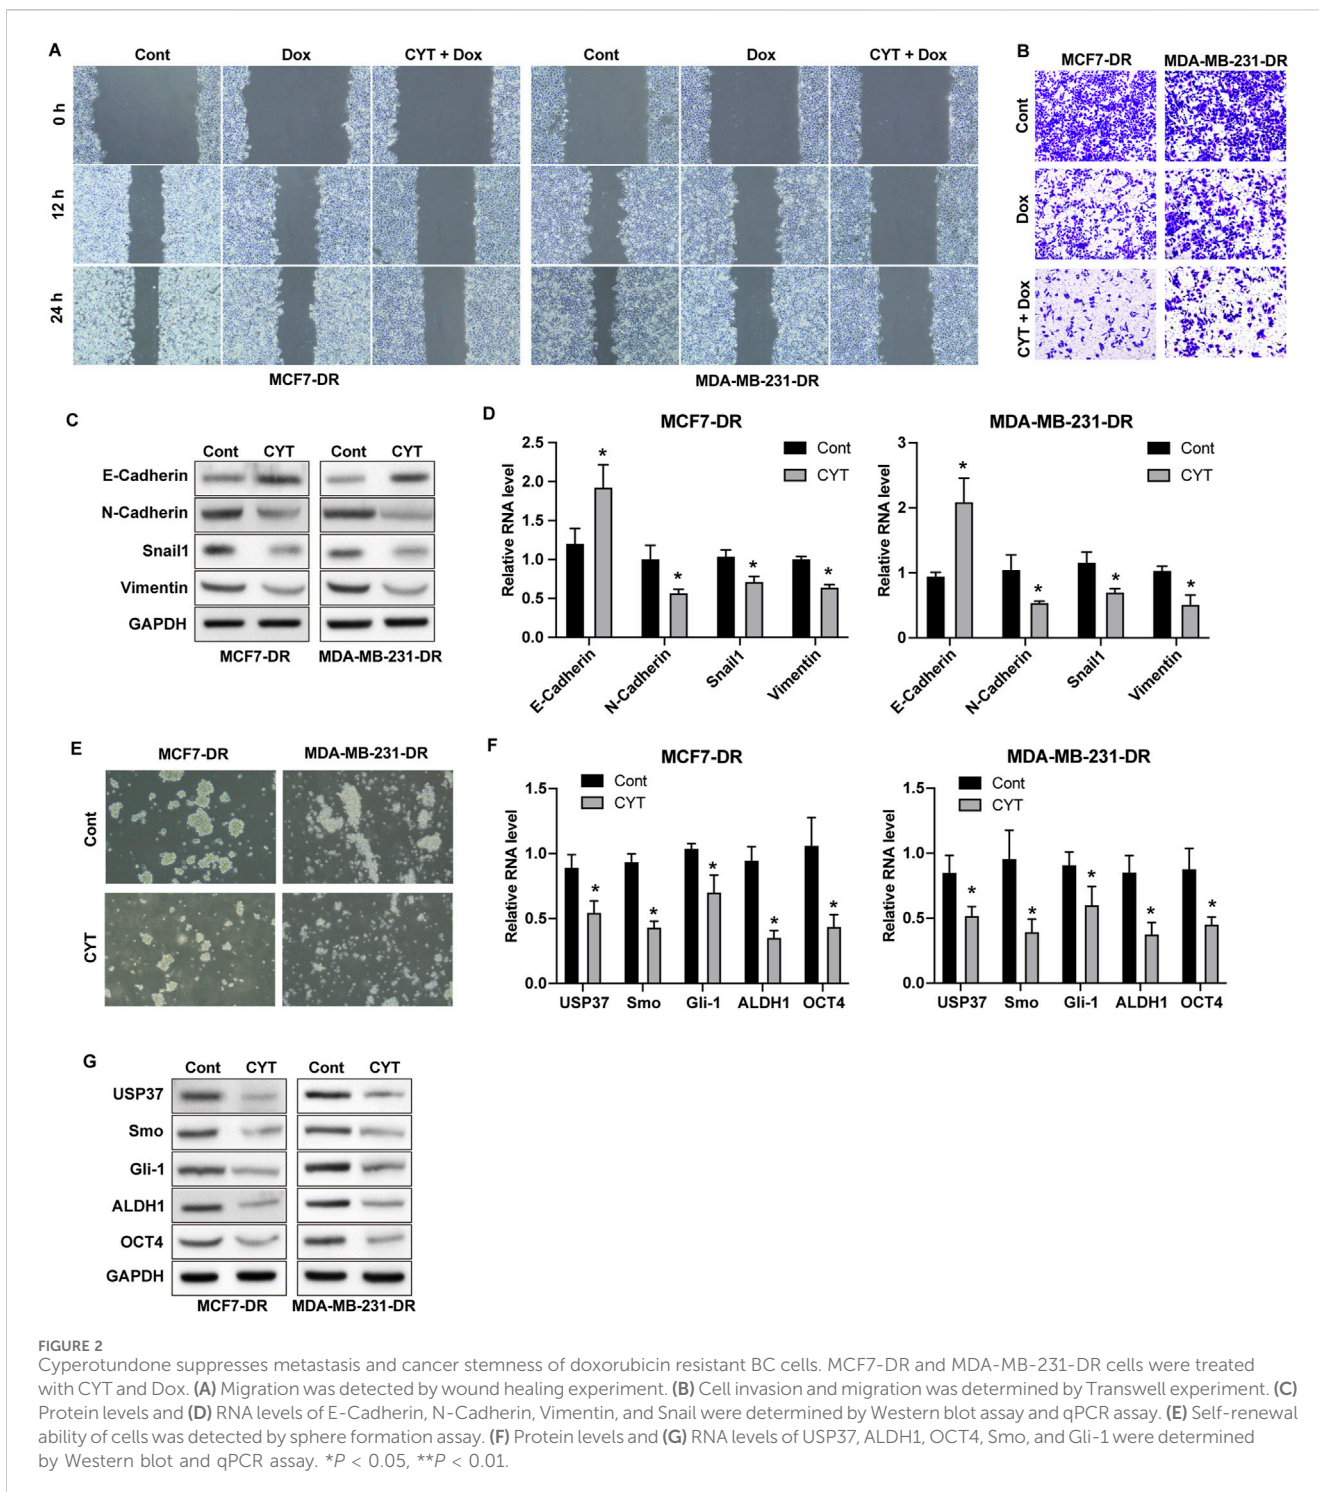 A
Cont Dox CYT + Dox Cont Dox CYT + Dox
0 h
12 h
24 h
MCF7-DR MDA-MB-231-DR
B
MCF7-DR MDA-MB-231-DR
Cont
Dox
CYT + Dox
C
Cont CYT Cont CYT
E-Cadherin
N-Cadherin
Snail1
Vimentin
GAPDH
MCF7-DR MDA-MB-231-DR
D
MCF7-DR
Relative RNA level
2.5
2.0
1.5
1.0
0.5
0.0
Cont
CYT
* * * *
E-Cadherin N-Cadherin Snail1 Vimentin
MDA-MB-231-DR
Relative RNA level
3
2
1
0
Cont
CYT
* * * *
E-Cadherin N-Cadherin Snail1 Vimentin
E
MCF7-DR MDA-MB-231-DR
Cont
CYT
F
MCF7-DR
Relative RNA level
1.5
1.0
0.5
0.0
Cont
CYT
* * * * *
USP37 Smo Gli-1 ALDH1 OCT4
MDA-MB-231-DR
Relative RNA level
1.5
1.0
0.5
0.0
Cont
CYT
* * * * *
USP37 Smo Gli-1 ALDH1 OCT4
G
Cont CYT Cont CYT
USP37
Smo
Gli-1
ALDH1
OCT4
GAPDH
MCF7-DR MDA-MB-231-DR
FIGURE 2
Cyperotundone suppresses metastasis and cancer stemness of doxorubicin resistant BC cells. MCF7-DR and MDA-MB-231-DR cells were treated
with CYT and Dox. (A) Migration was detected by wound healing experiment. (B) Cell invasion and migration was determined by Transwell experiment. (C)
Protein levels and (D) RNA levels of E-Cadherin, N-Cadherin, Vimentin, and Snail were determined by Western blot assay and qPCR assay. (E) Self-renewal
ability of cells was detected by sphere formation assay. (F) Protein levels and (G) RNA levels of USP37, ALDH1, OCT4, Smo, and Gli-1 were determined
by Western blot and qPCR assay. *P < 0.05, **P < 0.01.